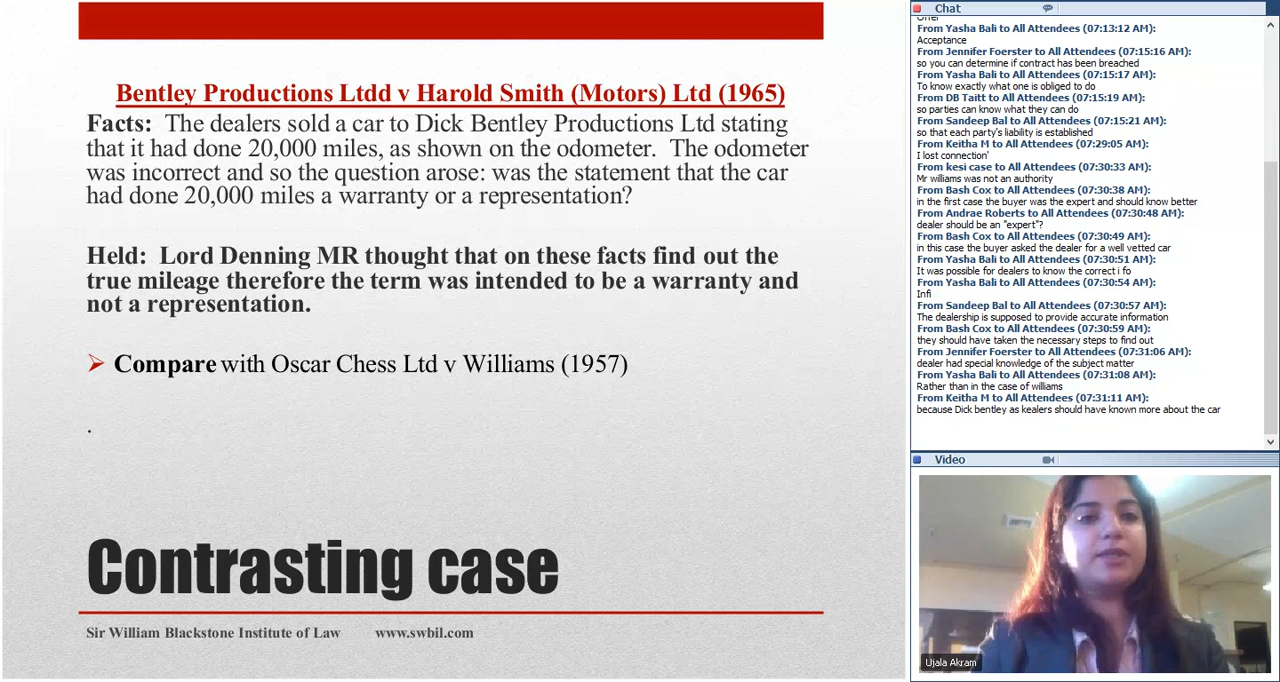 Bentley Productions Ltdd v Harold Smith (Motors) Ltd (1965)
Facts: The dealers sold a car to Dick Bentley Productions Ltd stating
that it had done 20,000 miles, as shown on the odometer. The odometer
was incorrect and so the question arose: was the statement that the car
had done 20,000 miles a warranty or a representation?
Held: Lord Denning MR thought that on these facts find out the
true mileage therefore the term was intended to be a warranty and
not a representation.
Compare with Oscar Chess Ltd v Williams (1957)
.
Contrasting case
Sir William Blackstone Institute of Law www.swbil.com
Chat
Offer
From Yasha Bali to All Attendees (07:13:12 AM):
Acceptance
From Jennifer Foerster to All Attendees (07:15:16 AM):
so you can determine if contract has been breached
From Yasha Bali to All Attendees (07:15:17 AM):
To know exactly what one is obliged to do
From DB Taitt to All Attendees (07:15:19 AM):
so parties can know what they can do
From Sandeep Bal to All Attendees (07:15:21 AM):
so that each party's liability is established
From Keitha M to All Attendees (07:29:05 AM):
I lost connection'
From kesi case to All Attendees (07:30:33 AM):
Mr williams was not an authority
From Bash Cox to All Attendees (07:30:38 AM):
in the first case the buyer was the expert and should know better
From Andrae Roberts to All Attendees (07:30:48 AM):
dealer should be an "expert"?
From Bash Cox to All Attendees (07:30:49 AM):
in this case the buyer asked the dealer for a well vetted car
From Yasha Bali to All Attendees (07:30:51 AM):
It was possible for dealers to know the correct i fo
From Yasha Bali to All Attendees (07:30:54 AM):
Infi
From Sandeep Bal to All Attendees (07:30:57 AM):
The dealership is supposed to provide accurate information
From Bash Cox to All Attendees (07:30:59 AM):
they should have taken the necessary steps to find out
From Jennifer Foerster to All Attendees (07:31:06 AM):
dealer had special knowledge of the subject matter
From Yasha Bali to All Attendees (07:31:08 AM):
Rather than in the case of williams
From Keitha M to All Attendees (07:31:11 AM):
because Dick bentley as kealers should have known more about the car
Video
Ujala Akram